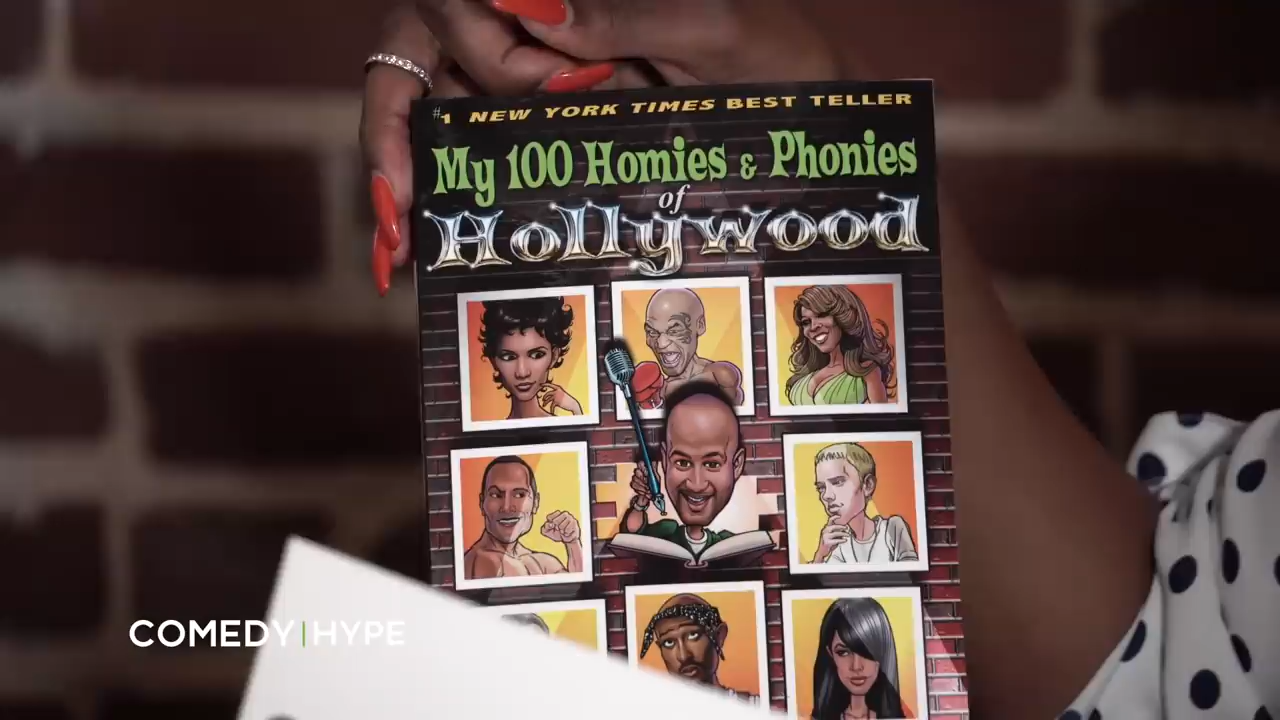 #1 NEW YORK TIMES BEST TELLER
My 100 Homies & Phonies
of
Hollywood
COMEDY|HYPE